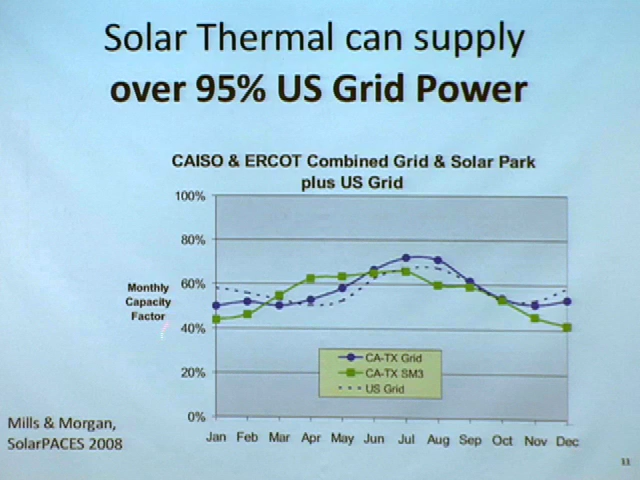 Solar Thermal can supply
over 95% US Grid Power
CAISO & ERCOT Combined Grid & Solar Park
plus US Grid
100%
80%
60%
40%
20%
0%
Monthly
Capacity
Factor
CA-TX Grid
CA-TX SM3
US Grid
Jan Feb Mar Apr May Jun Jul Aug Sep Oct Nov Dec
Mills & Morgan,
SolarPACES 2008
11